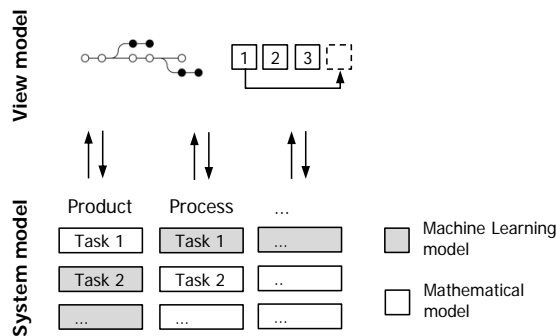 View model
1 2 3
System model
Product Process ...
Task 1 Task 1 ...
Task 2 Task 2 ..
... ... ...
Machine Learning
model
Mathematical
model